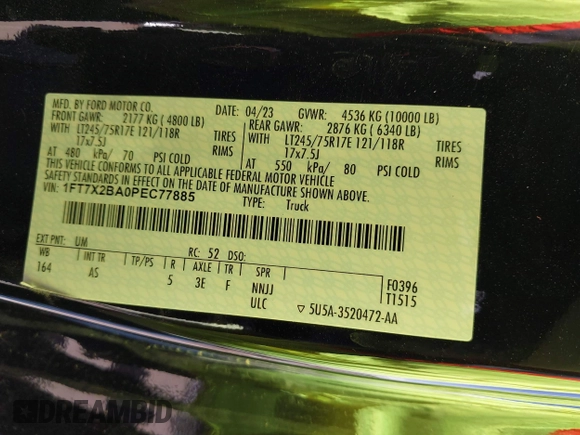 MFD. BY FORD MOTOR CO.
DATE: 04/23 GVWR: 4536 KG (10000 LB)
FRONT GAWR: 2177 KG ( 4800 LB)
REAR GAWR: 2876 KG ( 6340 LB)
WITH LT245/75R17E 121/118R TIRES
WITH LT245/75R17E 121/118R TIRES
17x7.5J RIMS
17x7.5J RIMS
AT 480 kPa/ 70 PSI COLD
AT 550 kPa/ 80 PSI COLD
THIS VEHICLE CONFORMS TO ALL APPLICABLE FEDERAL MOTOR VEHICLE
SAFETY STANDARDS IN EFFECT ON THE DATE OF MANUFACTURE SHOWN ABOVE.
VIN: 1FT7X2BA0PEC77885
TYPE: Truck
EXT PNT: UM RC: 52 DSO:
WB INT TR TP/PS R AXLE TR SPR
164 AS 5 3E F NNJJ
ULC
F0396
T1515
▽ 5U5A-3520472-AA
DREAMBID